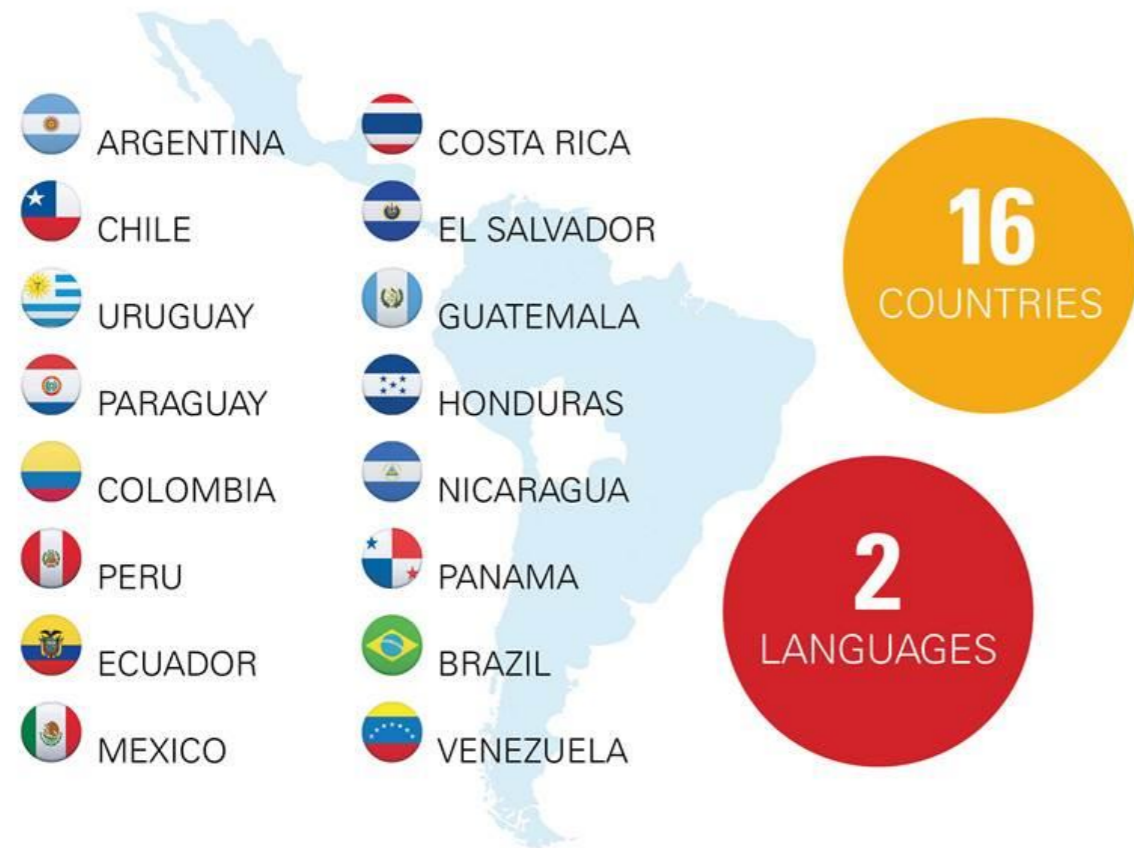 ARGENTINA
CHILE
URUGUAY
PARAGUAY
COLOMBIA
PERU
ECUADOR
MEXICO
COSTA RICA
EL SALVADOR
GUATEMALA
HONDURAS
NICARAGUA
PANAMA
BRAZIL
VENEZUELA
16
COUNTRIES
2
LANGUAGES